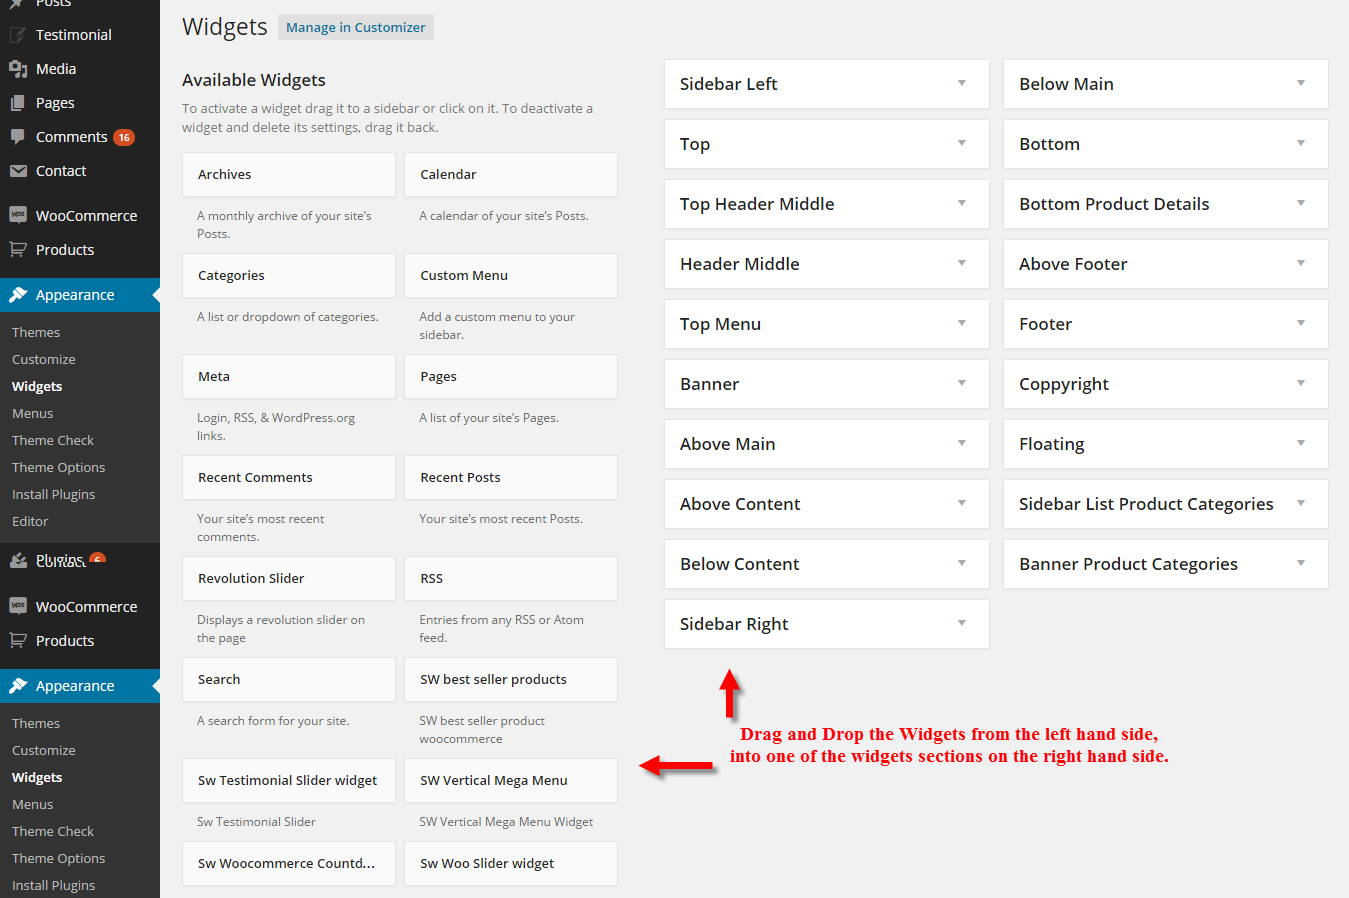 Posts
Testimonial
Media
Pages
Comments 16
Contact
WOO WooCommerce
Products
Appearance
Themes
Customize
Widgets
Menus
Theme Check
Theme Options
Install Plugins
Editor
Plugins 6
Contact
WOO WooCommerce
Products
Appearance
Themes
Customize
Widgets
Menus
Theme Check
Theme Options
Install Plugins
Widgets Manage in Customizer
Available Widgets
To activate a widget drag it to a sidebar or click on it. To deactivate a
widget and delete its settings, drag it back.
Archives
A monthly archive of your site's
Posts.
Calendar
A calendar of your site's Posts.
Categories
A list or dropdown of categories.
Custom Menu
Add a custom menu to your
sidebar.
Meta
Login, RSS, & WordPress.org
links.
Pages
A list of your site's Pages.
Recent Comments
Your site's most recent
comments.
Recent Posts
Your site's most recent Posts.
Revolution Slider
Displays a revolution slider on
the page
RSS
Entries from any RSS or Atom
feed.
Search
A search form for your site.
SW best seller products
SW best seller product
woocommerce
Sw Testimonial Slider widget
Sw Testimonial Slider
SW Vertical Mega Menu
SW Vertical Mega Menu Widget
Sw Woocommerce Countd...
Sw Woo Slider widget
Sidebar Left
Top
Top Header Middle
Header Middle
Top Menu
Banner
Above Main
Above Content
Below Content
Sidebar Right
Below Main
Bottom
Bottom Product Details
Above Footer
Footer
Coppyright
Floating
Sidebar List Product Categories
Banner Product Categories
Drag and Drop the Widgets from the left hand side,
into one of the widgets sections on the right hand side.